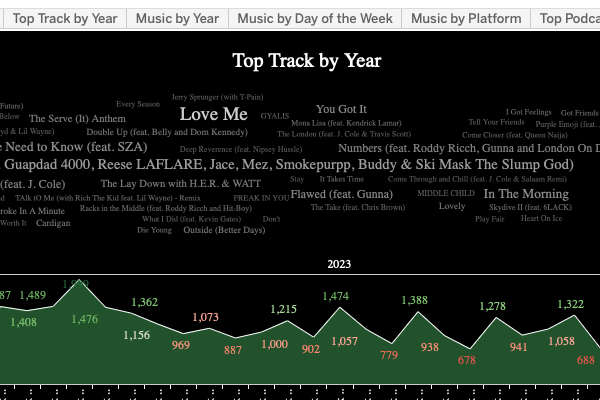 Top Track by Year Music by Year Music by Day of the Week Music by Platform Top Podca
Top Track by Year
Jerry Sprunger (with T-Pain)
Future) Every Season Love Me You Got It
Below The Serve (It) Anthem GYALIS Mona Lisa (feat. Kendrick Lamar) I Got Feelings Got Friends
Tell Your Friends Purple Emoji (feat.
yd & Lil Wayne) Double Up (feat. Belly and Dom Kennedy) The London (feat. J. Cole & Travis Scott) Come Closer (feat. Queen Naija)
e Need to Know (feat. SZA) Deep Reverence (feat. Nipsey Hussle) Numbers (feat. Roddy Ricch, Gunna and London On D
Guapdad 4000, Reese LAFLARE, Jace, Mez, Smokepurpp, Buddy & Ski Mask The Slump God)
(feat. J. Cole) The Lay Down with H.E.R. & WATT Stay It Takes Time Come Through and Chill (feat. J. Cole & Salaam Remi)
d TAlk tO Me (with Rich The Kid feat. Lil Wayne) - Remix FREAK IN YOU Flawed (feat. Gunna) MIDDLE CHILD In The Morning
roke In A Minute Racks in the Middle (feat. Roddy Ricch and Hit-Boy) The Take (feat. Chris Brown) Lovely Skydive II (feat. 6LACK)
Worth It Cardigan What I Did (feat. Kevin Gates) Don't Play Fair Heart On Ice
Die Young Outside (Better Days)
2023
87 1,489 1,362 1,215 1,474 1,388 1,278 1,322
1,408 1,476 1,156 969 1,073 887 1,000 902 1,057 779 938 678 941 1,058 688